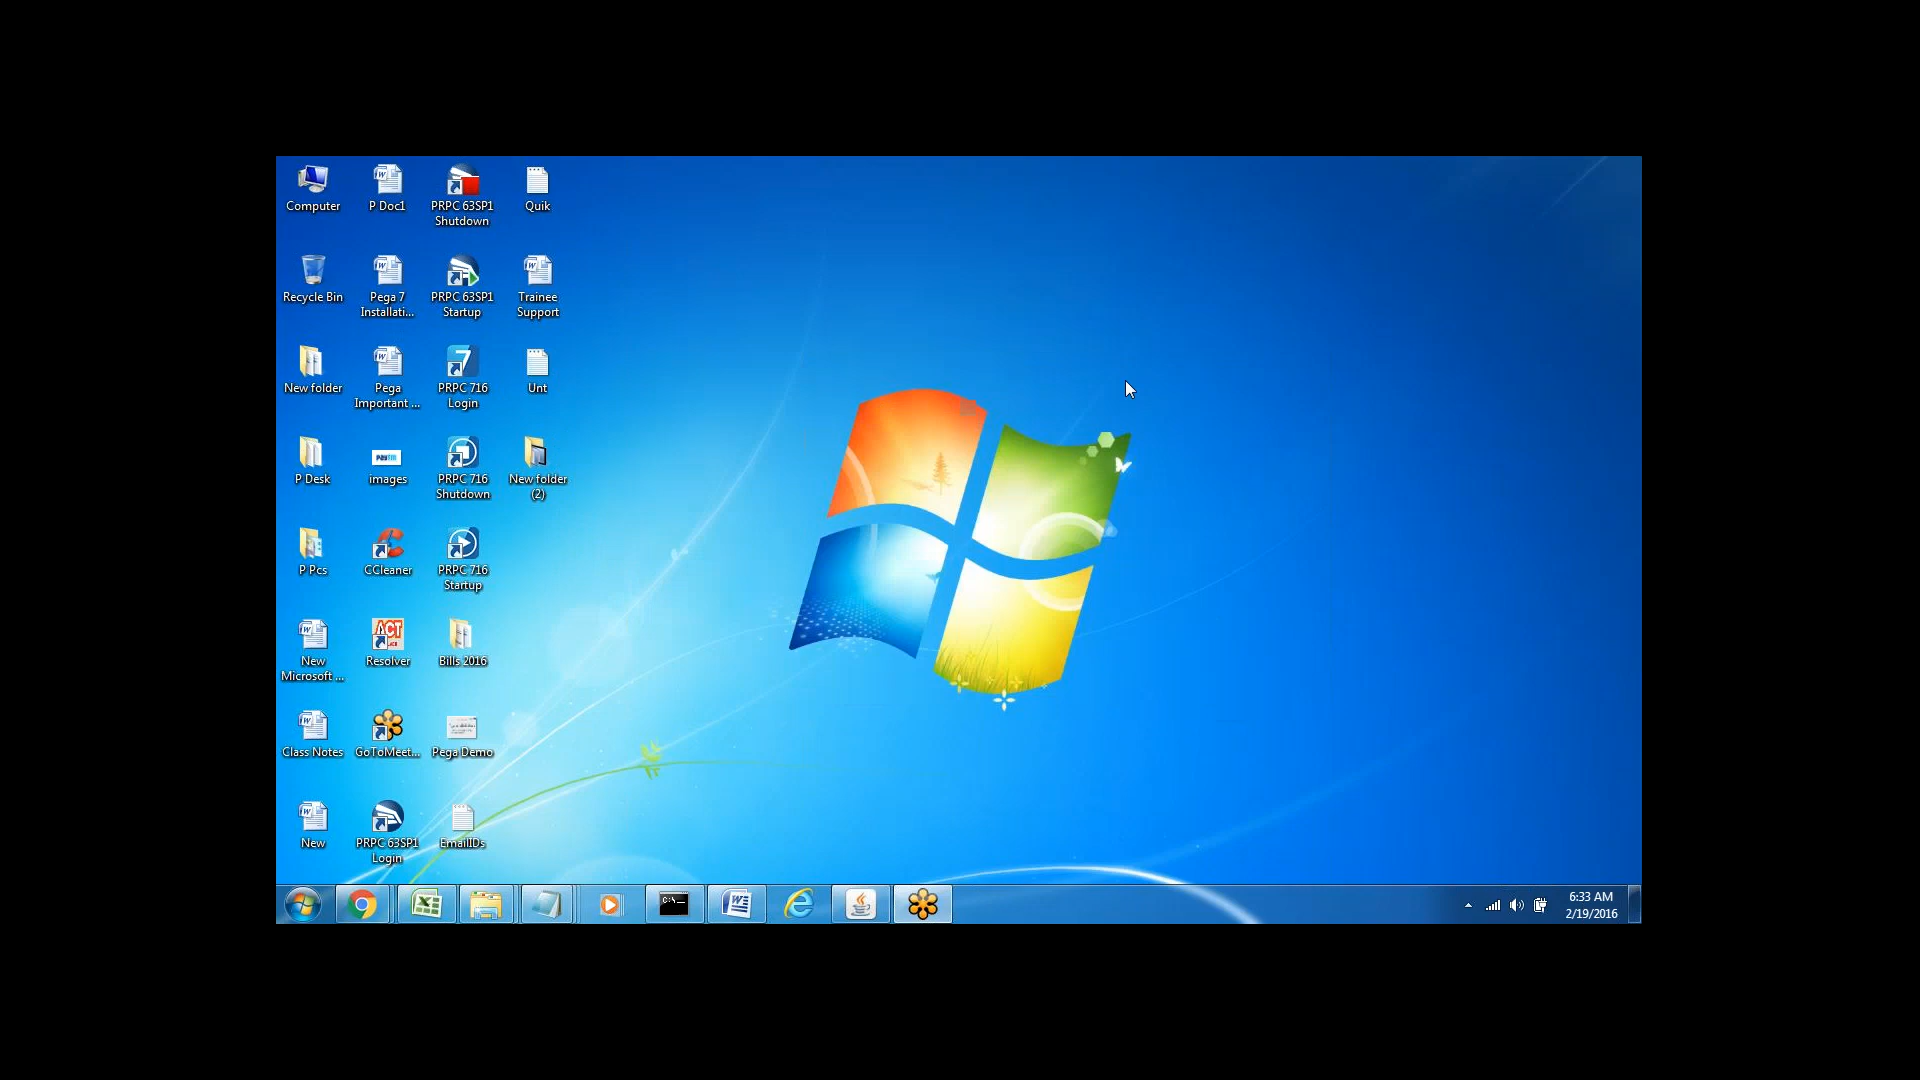 Computer
P Doc1
PRPC 63SP1
Shutdown
Quik
Recycle Bin
Pega 7
Installati...
PRPC 63SP1
Startup
Trainee
Support
New folder
Pega
Important ...
PRPC 716
Login
Unt
P Desk
paytm
images
PRPC 716
Shutdown
New folder
(2)
P Pcs
CCleaner
PRPC 716
Startup
New
Microsoft ...
ACT
Resolver
Bills 2016
Class Notes
GoToMeet...
Pega Demo
New
PRPC 63SP1
Login
EmailIDs
C:\
6:33 AM
2/19/2016